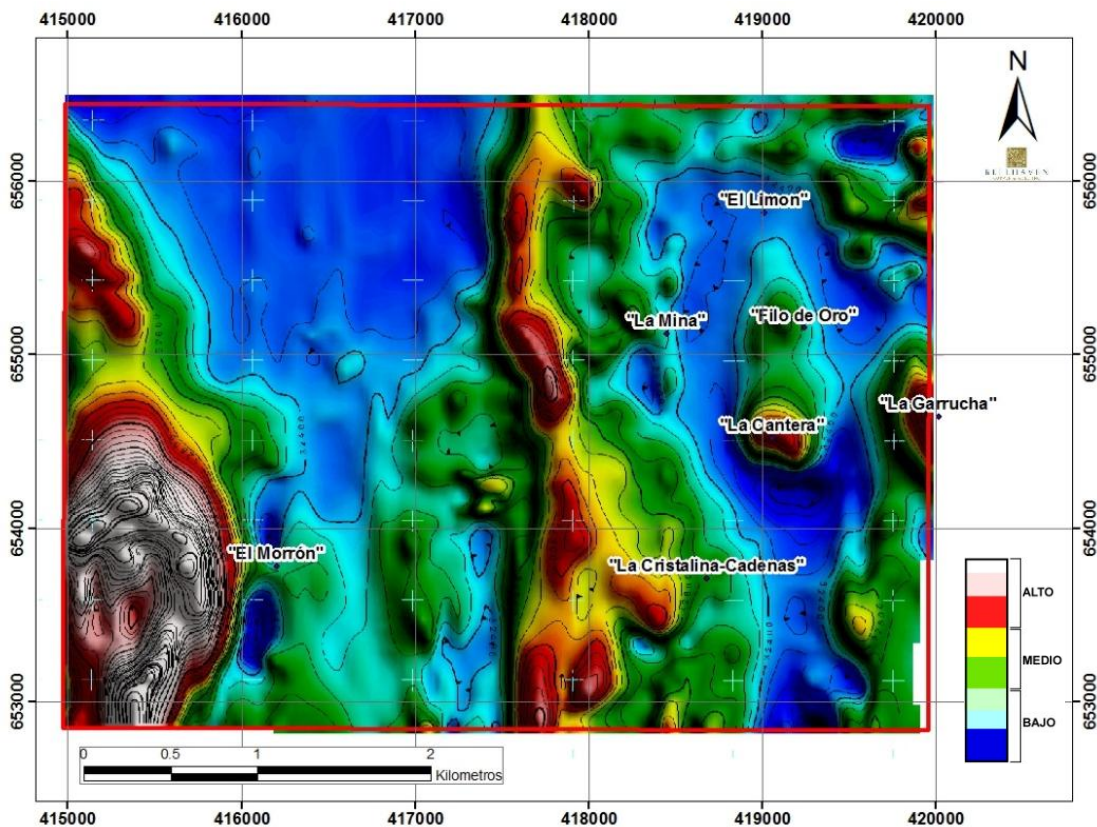 415000 416000 417000 418000 419000 420000
N
BELLHAVEN
656000 656000
"El Limon"
"La Mina" "Filo de Oro"
655000 655000
"La Garrucha"
"La Cantera"
654000 654000
"El Morrón"
"La Cristalina-Cadenas"
ALTO
MEDIO
BAJO
653000 653000
0 0.5 1 2
Kilometros
415000 416000 417000 418000 419000 420000